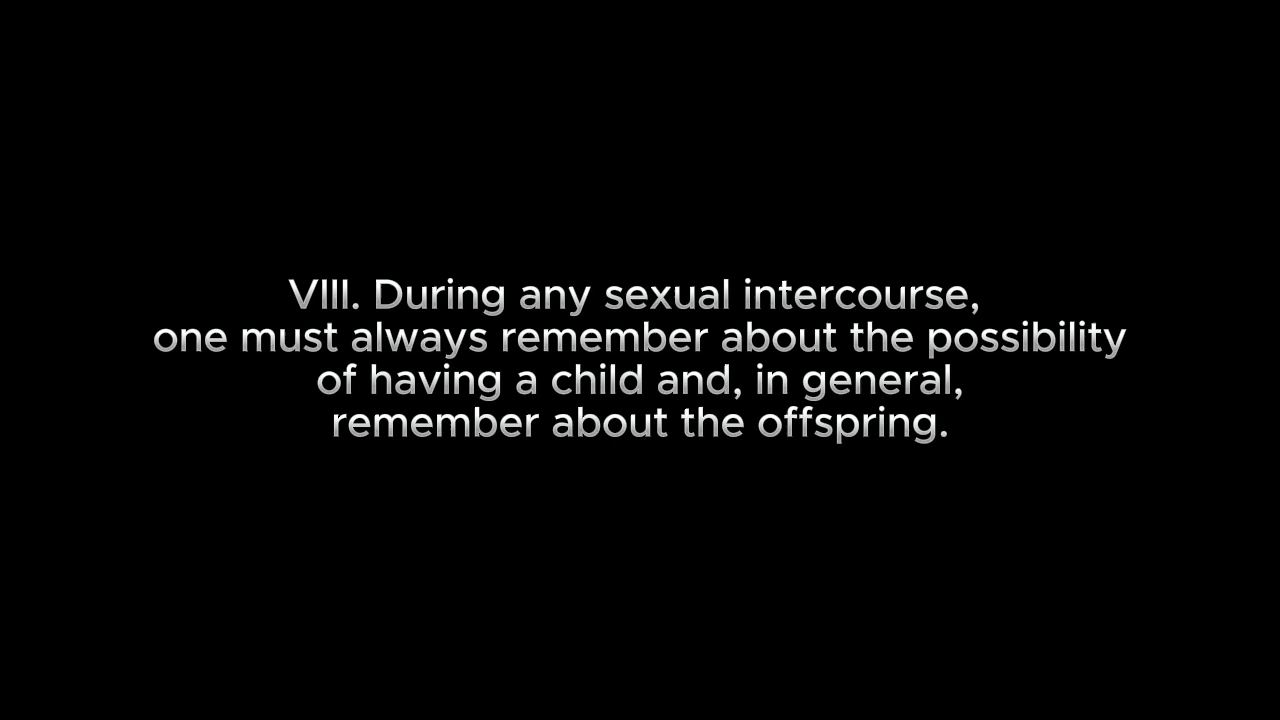 VIII. During any sexual intercourse,
one must always remember about the possibility
of having a child and, in general,
remember about the offspring.